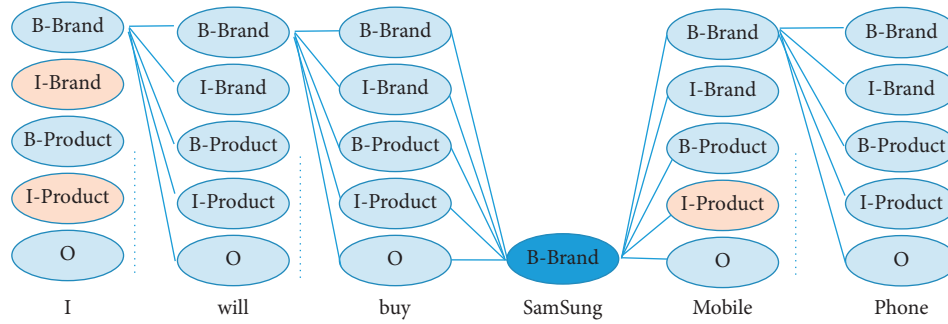 B-Brand B-Brand B-Brand B-Brand B-Brand
I-Brand I-Brand I-Brand I-Brand I-Brand
B-Product B-Product B-Product B-Product B-Product
I-Product I-Product I-Product I-Product I-Product
O O O B-Brand O O
I will buy SamSung Mobile Phone